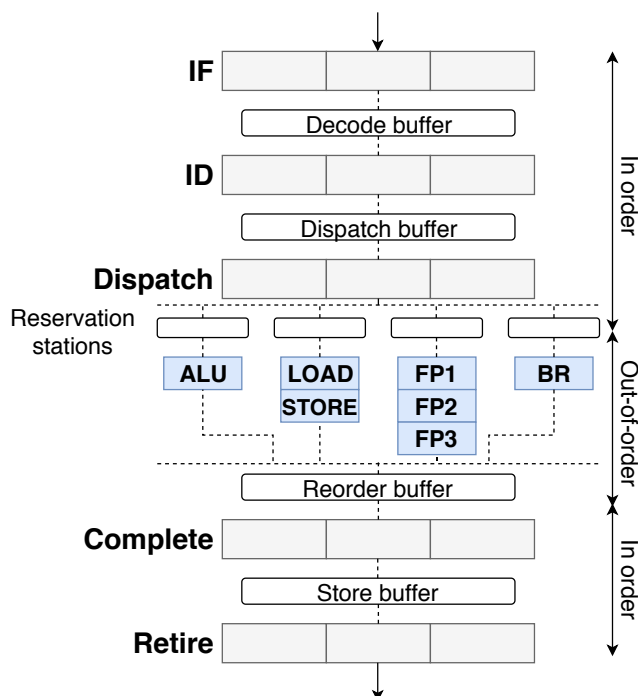 IF
Decode buffer
ID
Dispatch buffer
Dispatch
In order
Reservation
stations
ALU
LOAD
STORE
FP1
FP2
FP3
BR
Out-of-order
Reorder buffer
Complete
Store buffer
Retire
In order